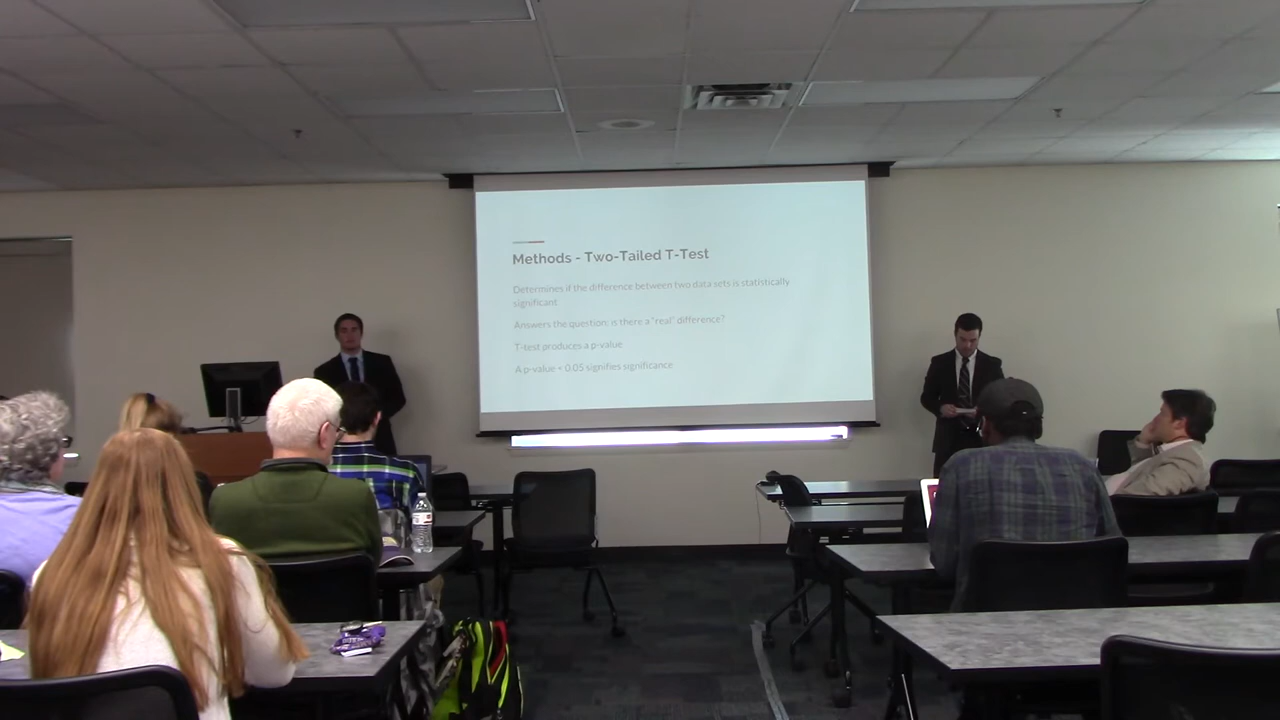 Methods - Two-Tailed T-Test
Determines if the difference between two data sets is statistically
significant
Answers the question: is there a "real" difference?
T-test produces a p-value
A p-value < 0.05 signifies significance